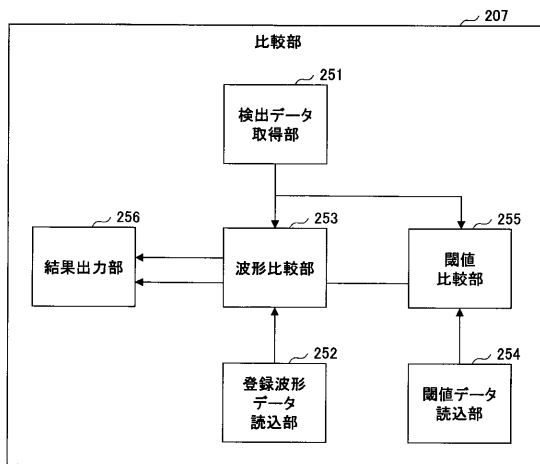 207
比較部
251
検出データ
取得部
256
結果出力部
253
波形比較部
255
閾値
比較部
252
登録波形
データ
読込部
254
閾値データ
読込部